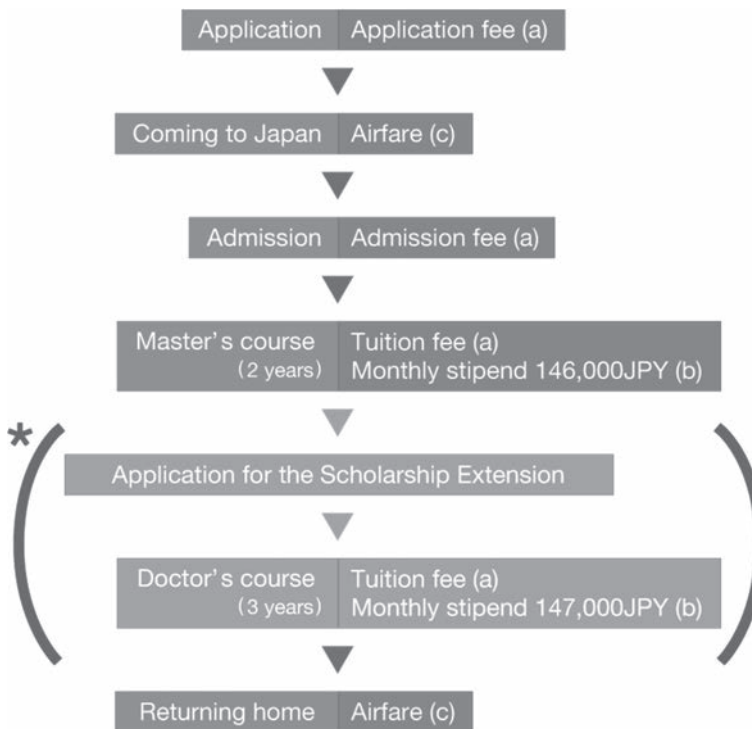 Application Application fee (a)
Coming to Japan Airfare (c)
Admission Admission fee (a)
Master's course Tuition fee (a)
(2 years) Monthly stipend 146,000JPY (b)
*
Application for the Scholarship Extension
Doctor's course Tuition fee (a)
(3 years) Monthly stipend 147,000JPY (b)
Returning home Airfare (c)